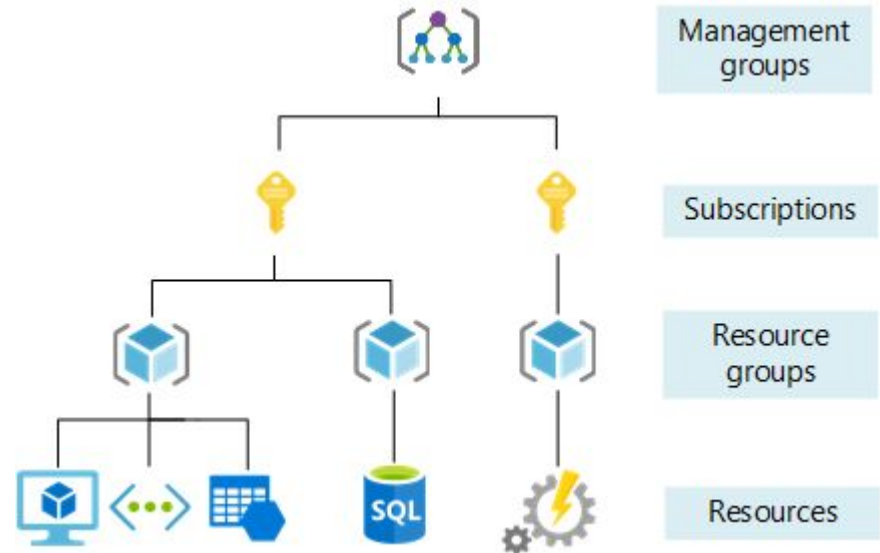 Management
groups
Subscriptions
Resource
groups
SQL
Resources